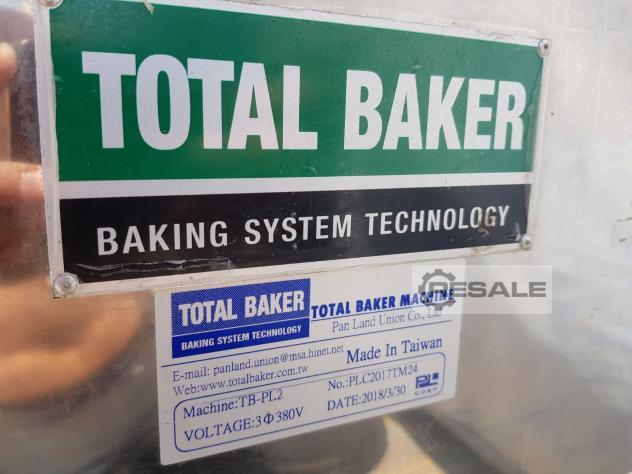 TOTAL BAKER
BAKING SYSTEM TECHNOLOGY
RESALE
TOTAL BAKER
BAKING SYSTEM TECHNOLOGY
TOTAL BAKER MACHINE
Pan Land Union Co., Ltd
E-mail: panland.union@msa.hinet.net
Web:www.totalbaker.com.tw
Made In Taiwan
Machine:TB-PL2
No.:PLC2017TM24
VOLTAGE:3Φ380V
DATE:2018/3/30
CORP